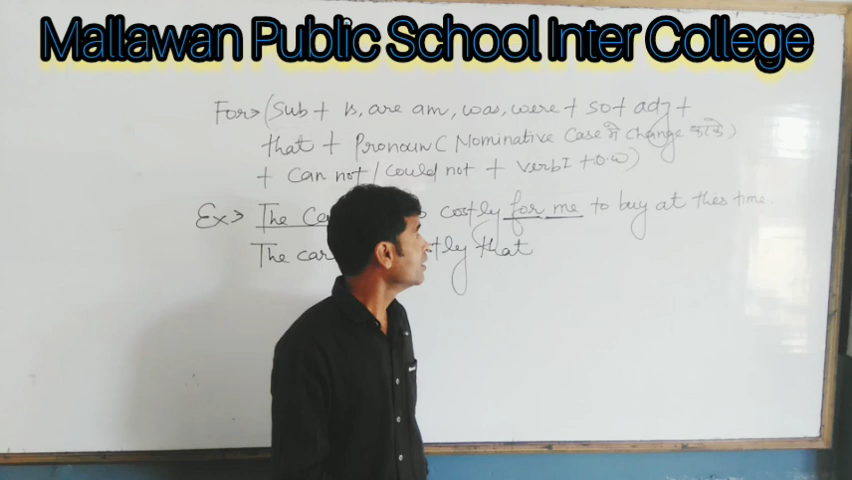 Mallawan Public School Inter College
For> (Sub + is, are am, was, were + so + adj +
that + Pronoun ( Nominative Case में change करके )
+ can not / could not + verbI + o.w)
Ex> The Car costly for me to buy at this time.
The car that